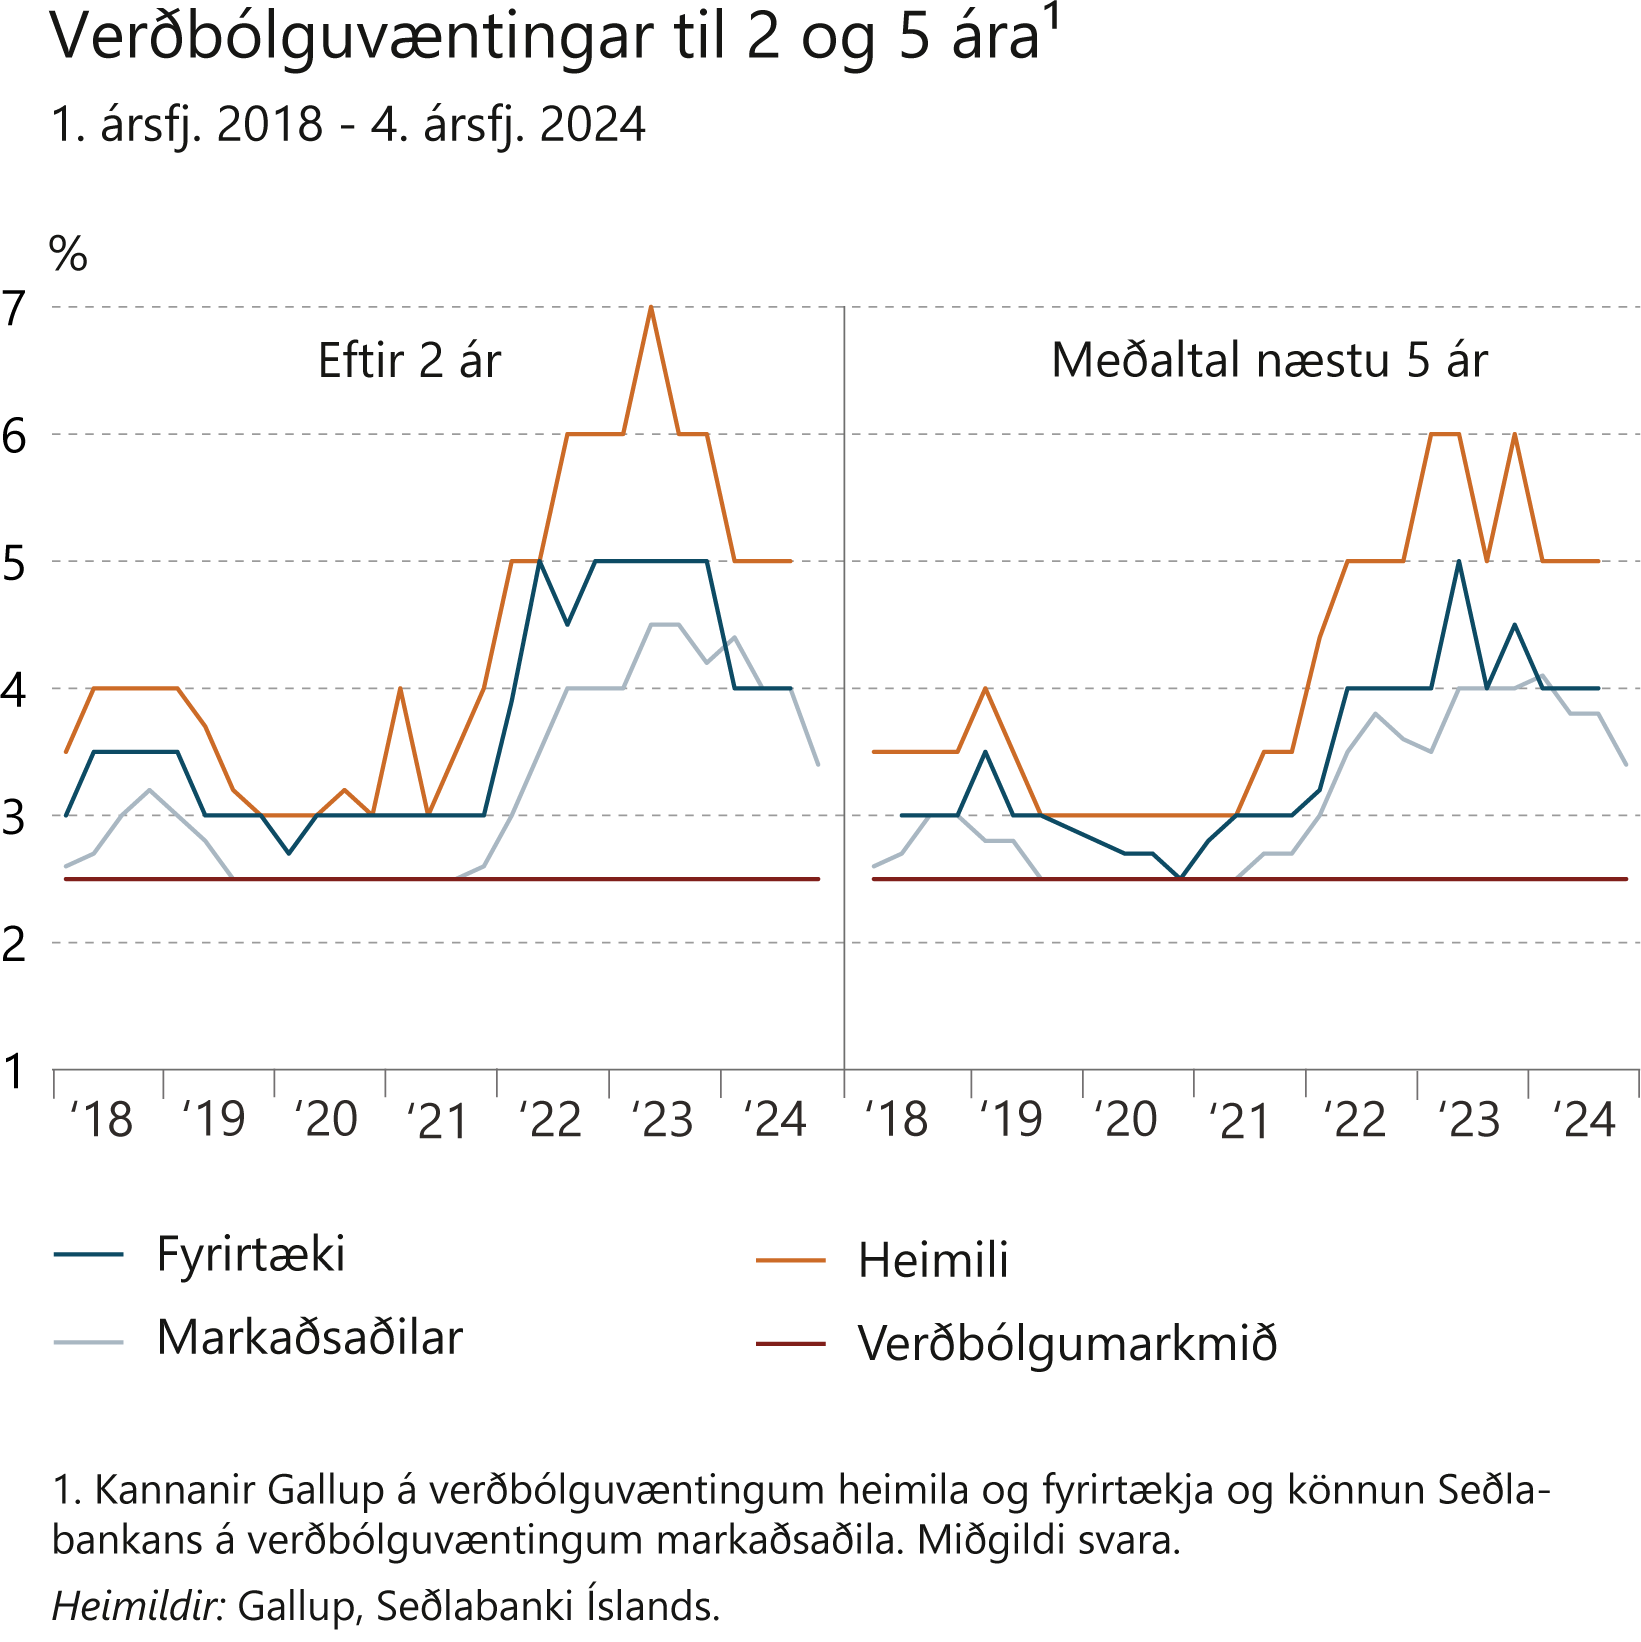 Verðbólguvæntingar til 2 og 5 ára¹
1. ársfj. 2018 - 4. ársfj. 2024
%
7
Eftir 2 ár
Meðaltal næstu 5 ár
6
5
4
3
2
1
‘18 ‘19 ‘20 ‘21 ‘22 ‘23 ‘24 ‘18 ‘19 ‘20 ‘21 ‘22 ‘23 ‘24
Fyrirtæki
Heimili
Markaðsaðilar
Verðbólgumarkmið
1. Kannanir Gallup á verðbólguvæntingum heimila og fyrirtækja og könnun Seðla-
bankans á verðbólguvæntingum markaðsaðila. Miðgildi svara.
Heimildir: Gallup, Seðlabanki Íslands.